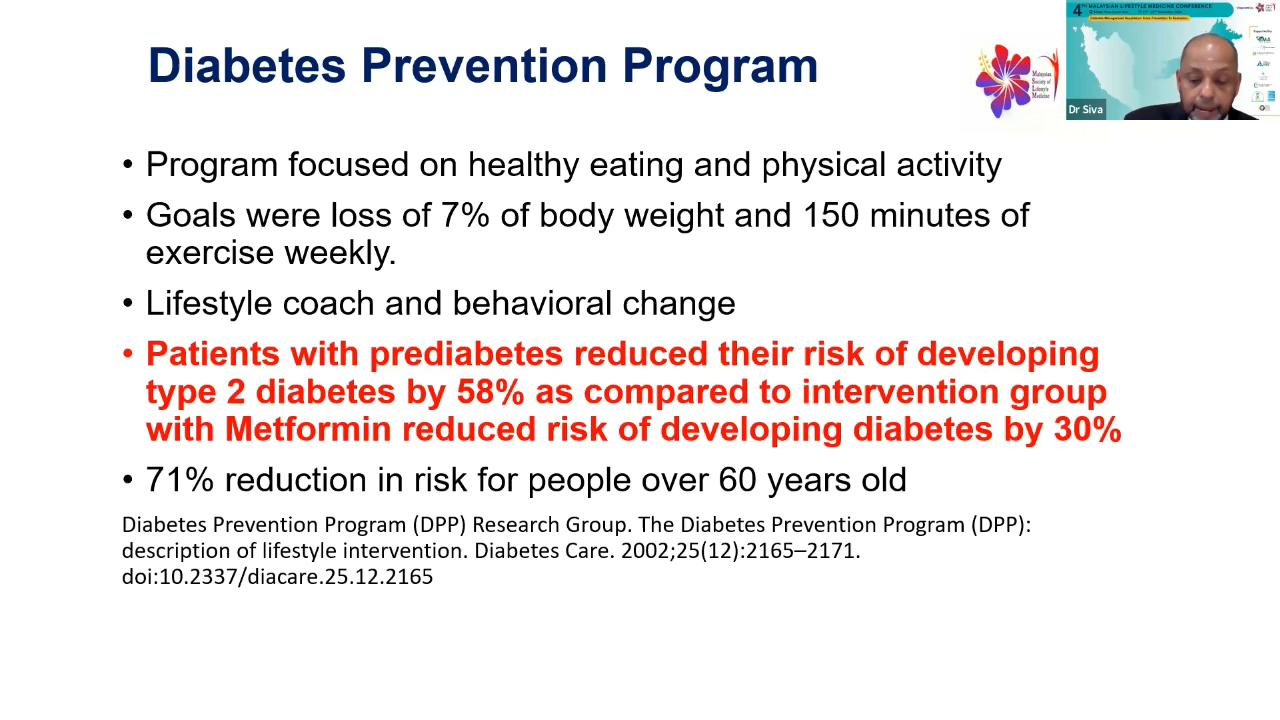 Diabetes Prevention Program
4TH MALAYSIAN LIFESTYLE MEDICINE CONFERENCE
Malaysian
Society of
Lifestyle
Medicine
Dr Siva
• Program focused on healthy eating and physical activity
• Goals were loss of 7% of body weight and 150 minutes of
exercise weekly.
• Lifestyle coach and behavioral change
• Patients with prediabetes reduced their risk of developing
type 2 diabetes by 58% as compared to intervention group
with Metformin reduced risk of developing diabetes by 30%
• 71% reduction in risk for people over 60 years old
Diabetes Prevention Program (DPP) Research Group. The Diabetes Prevention Program (DPP):
description of lifestyle intervention. Diabetes Care. 2002;25(12):2165–2171.
doi:10.2337/diacare.25.12.2165